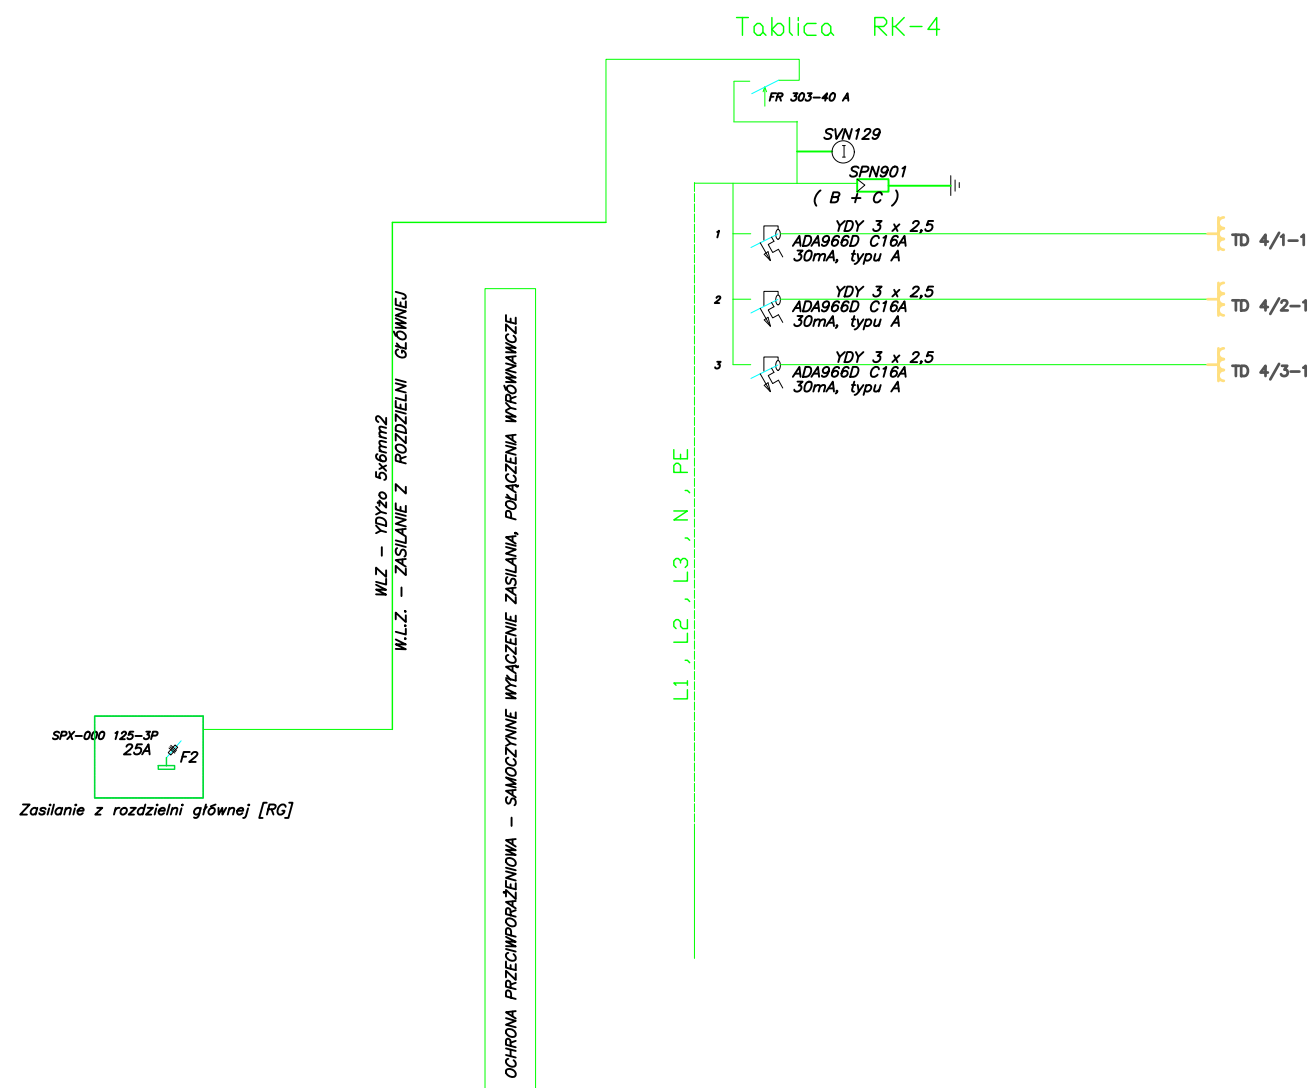 Tablica RK-4
FR 303-40 A
SVN129
I
SPN901
( B + C )
1
YDY 3 x 2,5
ADA966D C16A
30mA, typu A
TD 4/1-1
2
YDY 3 x 2,5
ADA966D C16A
30mA, typu A
TD 4/2-1
3
YDY 3 x 2,5
ADA966D C16A
30mA, typu A
TD 4/3-1
WLZ - YDYżo 5x6mm2
W.L.Z. - ZASILANIE Z ROZDZIELNI GŁÓWNEJ
OCHRONA PRZECIWPORAŻENIOWA - SAMOCZYNNE WYŁĄCZENIE ZASILANIA, POŁĄCZENIA WYRÓWNAWCZE
L1 , L2 , L3 , N , PE
SPX-000 125-3P
25A
F2
Zasilanie z rozdzielni głównej [RG]